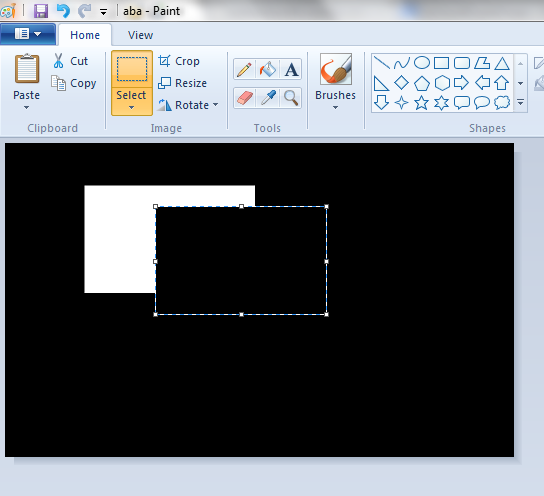 aba - Paint
Home View
Paste
Cut
Copy
Clipboard
Select
Crop
Resize
Rotate
Image
A
Tools
Brushes
Shapes